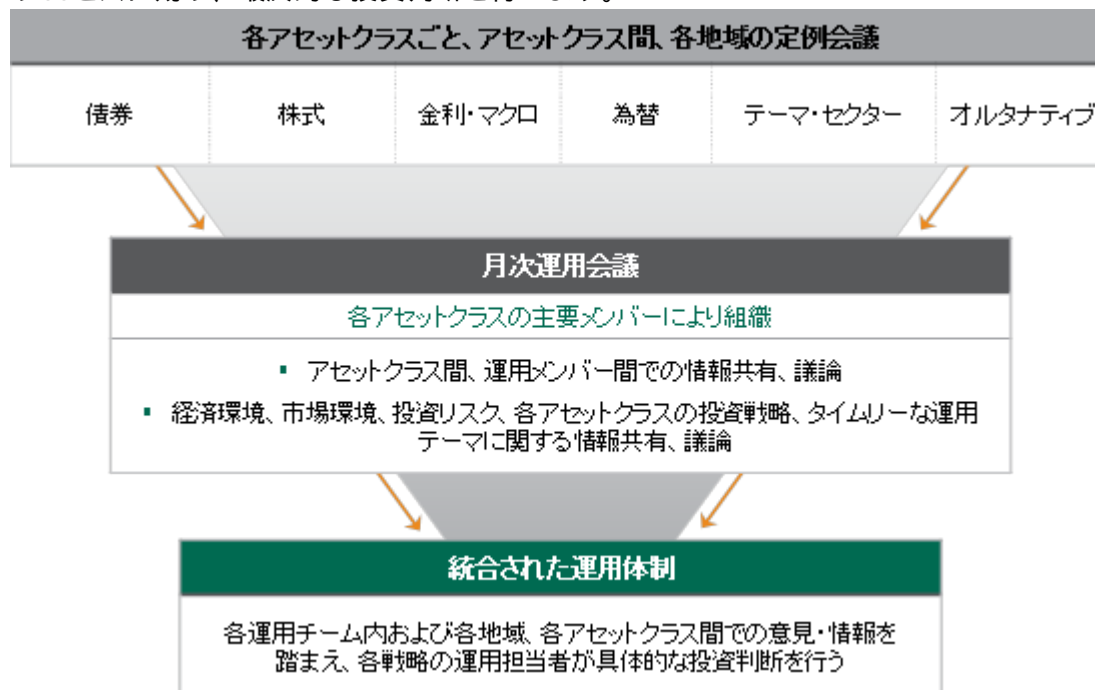 各アセットクラスごと、アセットクラス間、各地域の定例会議
債券 株式 金利・マクロ 為替 テーマ・セクター オルタナティブ
月次運用会議
各アセットクラスの主要メンバーにより組織
▪ アセットクラス間、運用メンバー間での情報共有、議論
▪ 経済環境、市場環境、投資リスク、各アセットクラスの投資戦略、タイムリーな運用
テーマに関する情報共有、議論
統合された運用体制
各運用チーム内および各地域、各アセットクラス間での意見・情報を
踏まえ、各戦略の運用担当者が具体的な投資判断を行う